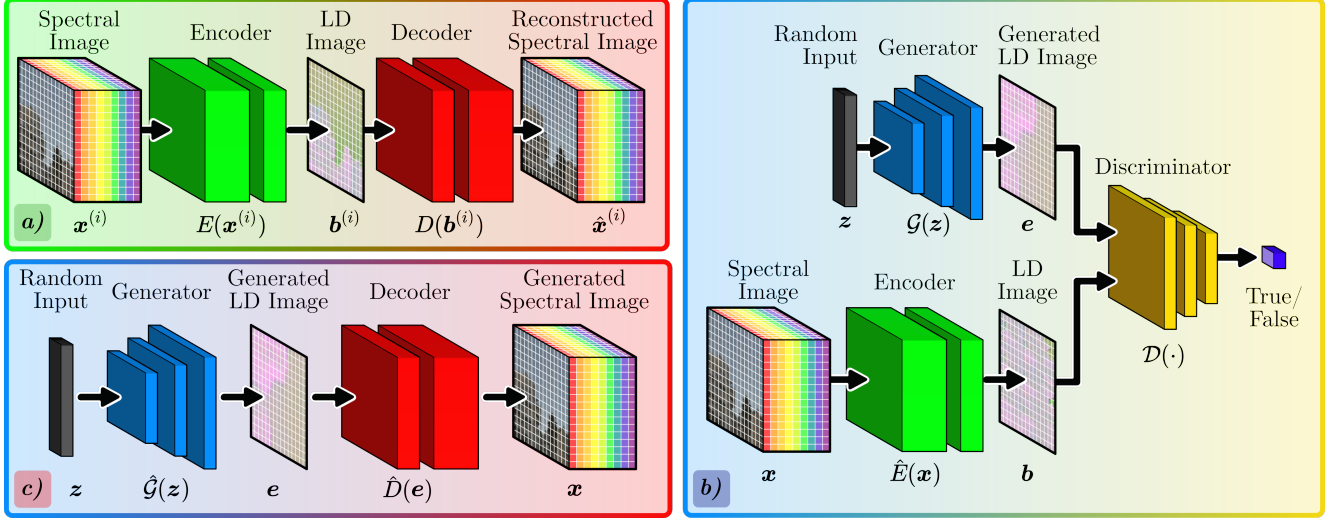 Spectral
Image
Encoder
LD
Image
Decoder
Reconstructed
Spectral Image
a)
𝒙⁽ⁱ⁾
E(𝒙⁽ⁱ⁾)
𝒃⁽ⁱ⁾
D(𝒃⁽ⁱ⁾)
𝒙̂⁽ⁱ⁾
Random
Input
Generator
Generated
LD Image
Decoder
Generated
Spectral Image
c)
𝒛
𝒢̂(𝒛)
𝒆
D̂(𝒆)
𝒙
Random
Input
Generator
Generated
LD Image
𝒛
𝒢(𝒛)
𝒆
Discriminator
True/
False
𝒟(·)
Spectral
Image
Encoder
LD
Image
b)
𝒙
Ê(𝒙)
𝒃